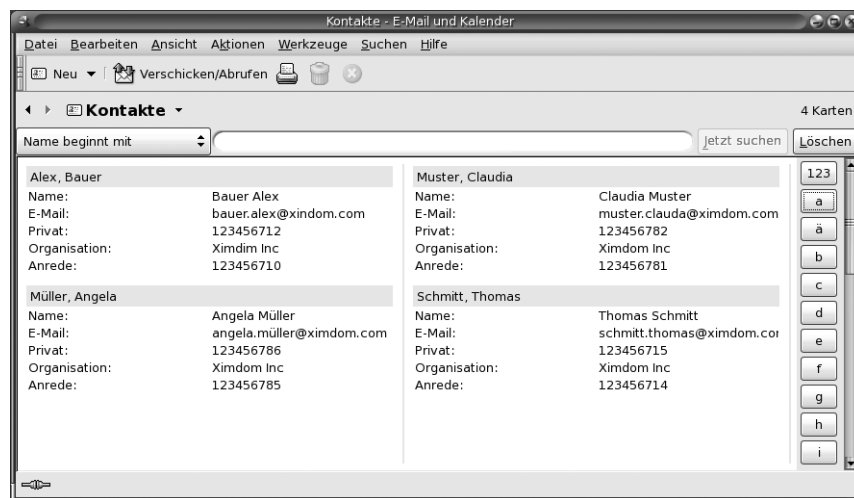 Kontakte - E-Mail und Kalender
Datei Bearbeiten Ansicht Aktionen Werkzeuge Suchen Hilfe
Neu Verschicken/Abrufen
Kontakte 4 Karten
Name beginnt mit Jetzt suchen Löschen
Alex, Bauer
Name: Bauer Alex
E-Mail: bauer.alex@xindom.com
Privat: 123456712
Organisation: Ximdim Inc
Anrede: 123456710
Müller, Angela
Name: Angela Müller
E-Mail: angela.müller@ximdom.com
Privat: 123456786
Organisation: Ximdom Inc
Anrede: 123456785
Muster, Claudia
Name: Claudia Muster
E-Mail: muster.clauda@ximdom.com
Privat: 123456782
Organisation: Ximdom Inc
Anrede: 123456781
Schmitt, Thomas
Name: Thomas Schmitt
E-Mail: schmitt.thomas@ximdom.cor
Privat: 123456715
Organisation: Ximdom Inc
Anrede: 123456714
123
a
ä
b
c
d
e
f
g
h
i